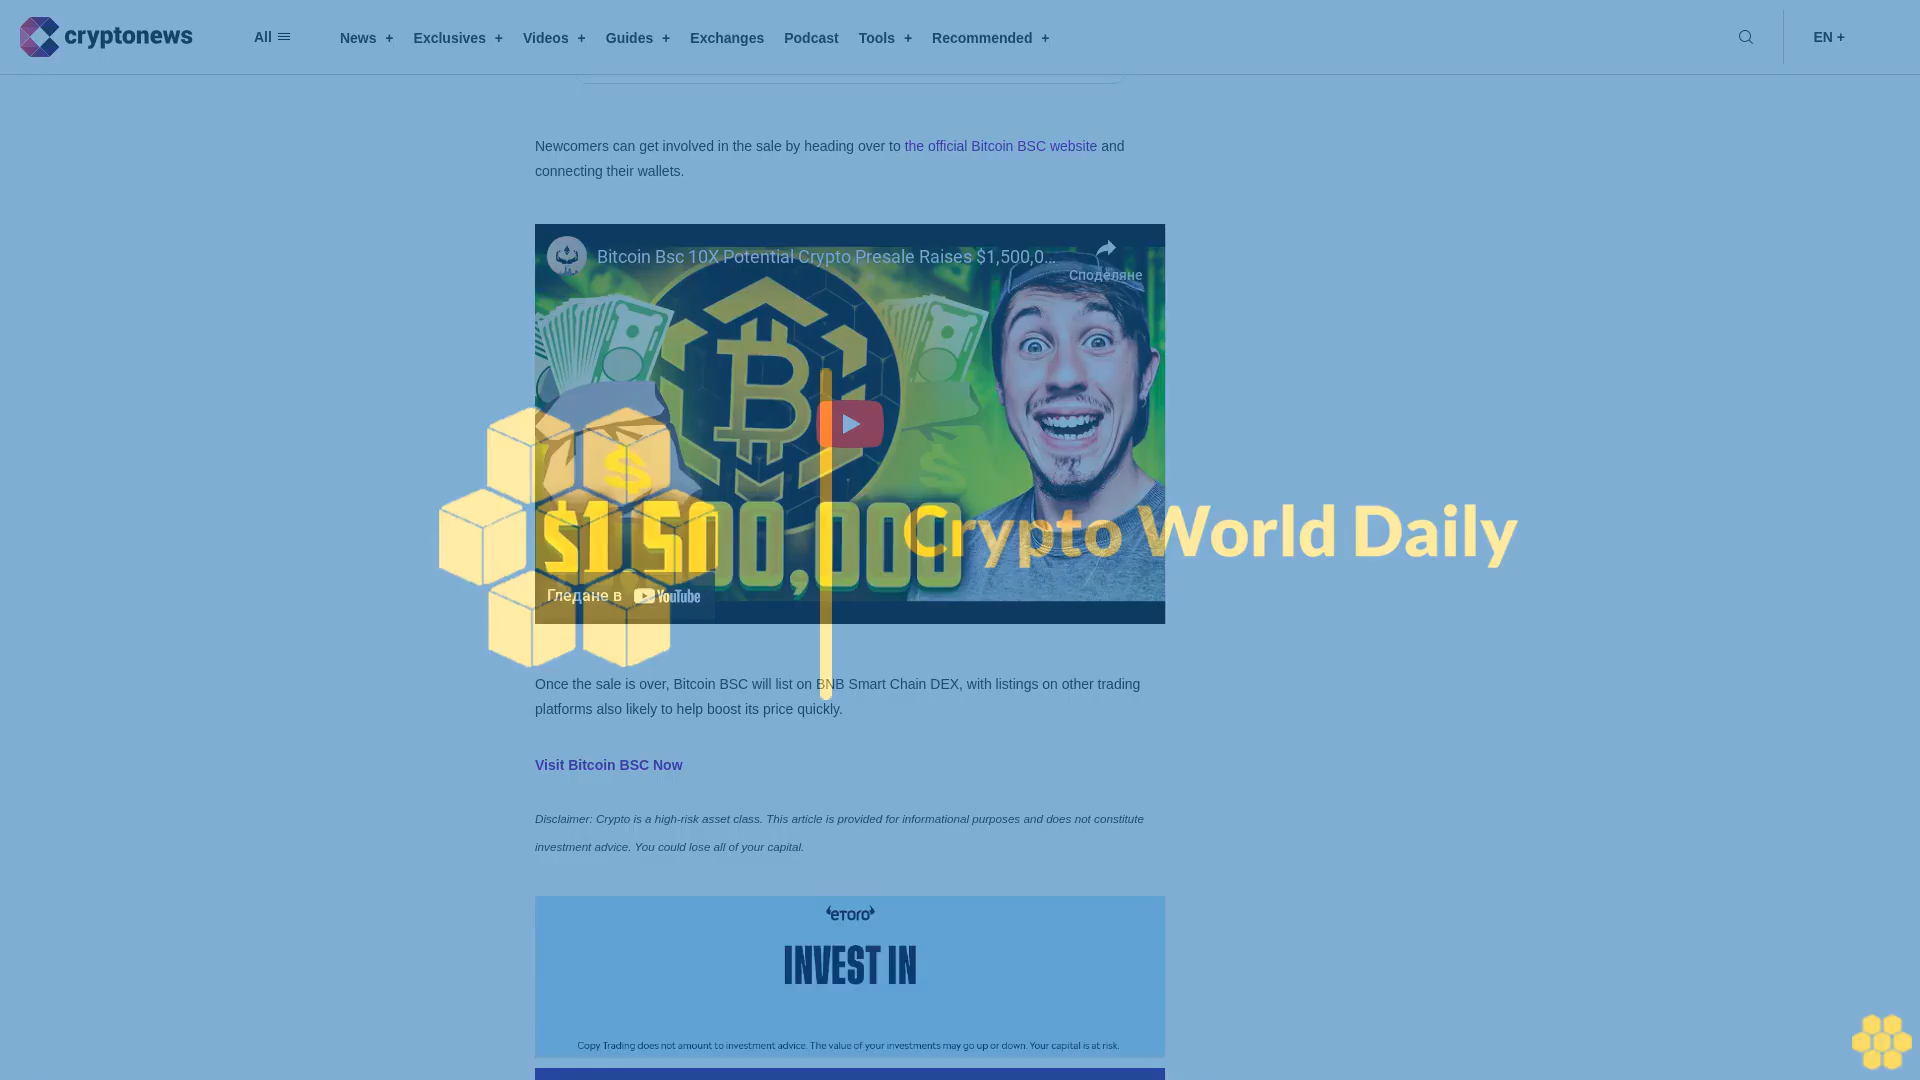 cryptonews
All
News +
Exclusives +
Videos +
Guides +
Exchanges
Podcast
Tools +
Recommended +
EN +
Newcomers can get involved in the sale by heading over to the official Bitcoin BSC website and
connecting their wallets.
Bitcoin Bsc 10X Potential Crypto Presale Raises $1,500,0...
Споделяне
$1,500,000
Crypto World Daily
Гледане в YouTube
Once the sale is over, Bitcoin BSC will list on BNB Smart Chain DEX, with listings on other trading
platforms also likely to help boost its price quickly.
Visit Bitcoin BSC Now
Disclaimer: Crypto is a high-risk asset class. This article is provided for informational purposes and does not constitute
investment advice. You could lose all of your capital.
eToro
INVEST IN
Copy Trading does not amount to investment advice. The value of your investments may go up or down. Your capital is at risk.